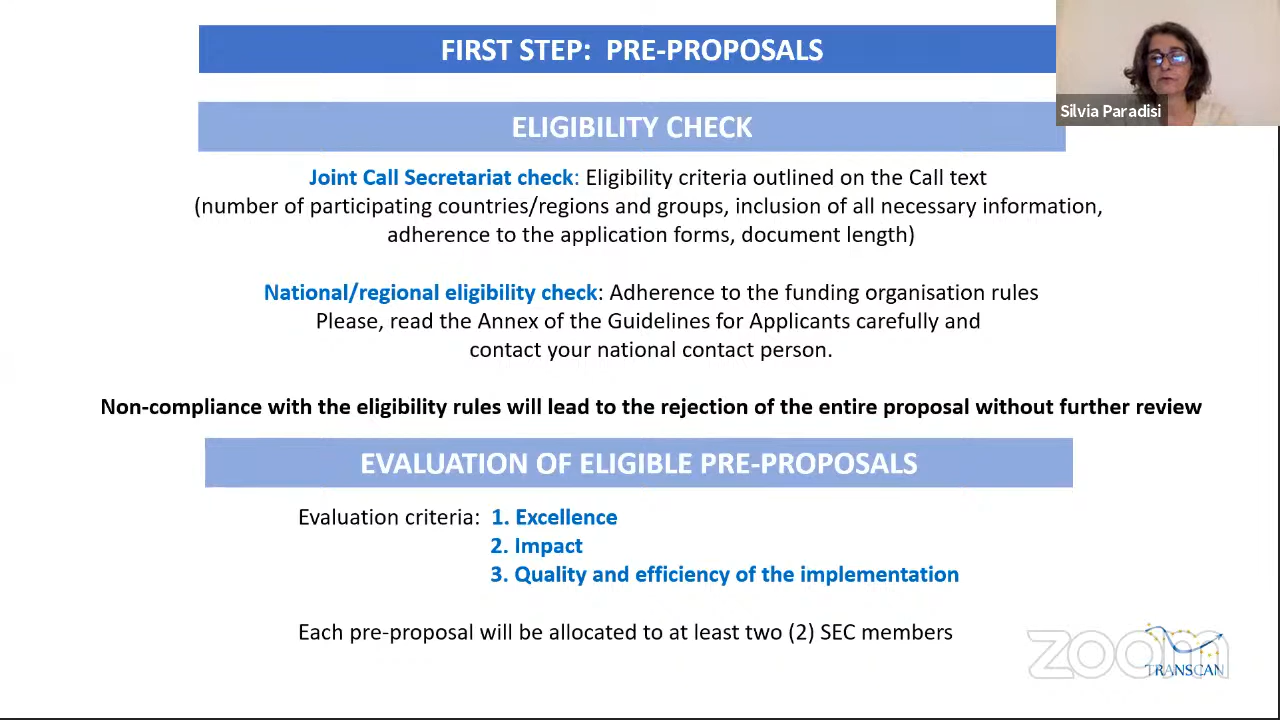 FIRST STEP: PRE-PROPOSALS
Silvia Paradisi
ELIGIBILITY CHECK
Joint Call Secretariat check: Eligibility criteria outlined on the Call text
(number of participating countries/regions and groups, inclusion of all necessary information,
adherence to the application forms, document length)
National/regional eligibility check: Adherence to the funding organisation rules
Please, read the Annex of the Guidelines for Applicants carefully and
contact your national contact person.
Non-compliance with the eligibility rules will lead to the rejection of the entire proposal without further review
EVALUATION OF ELIGIBLE PRE-PROPOSALS
Evaluation criteria: 1. Excellence
2. Impact
3. Quality and efficiency of the implementation
Each pre-proposal will be allocated to at least two (2) SEC members
zoom
TRANSCAN